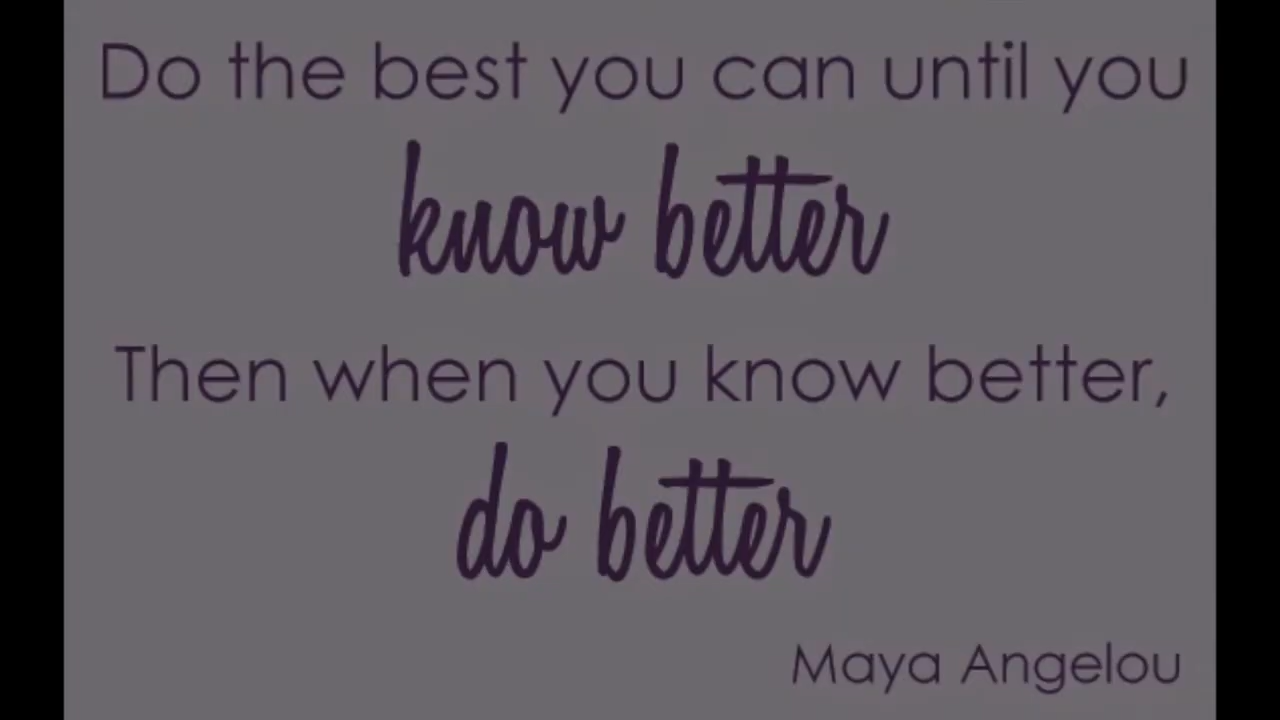 Do the best you can until you
know better
Then when you know better,
do better
Maya Angelou